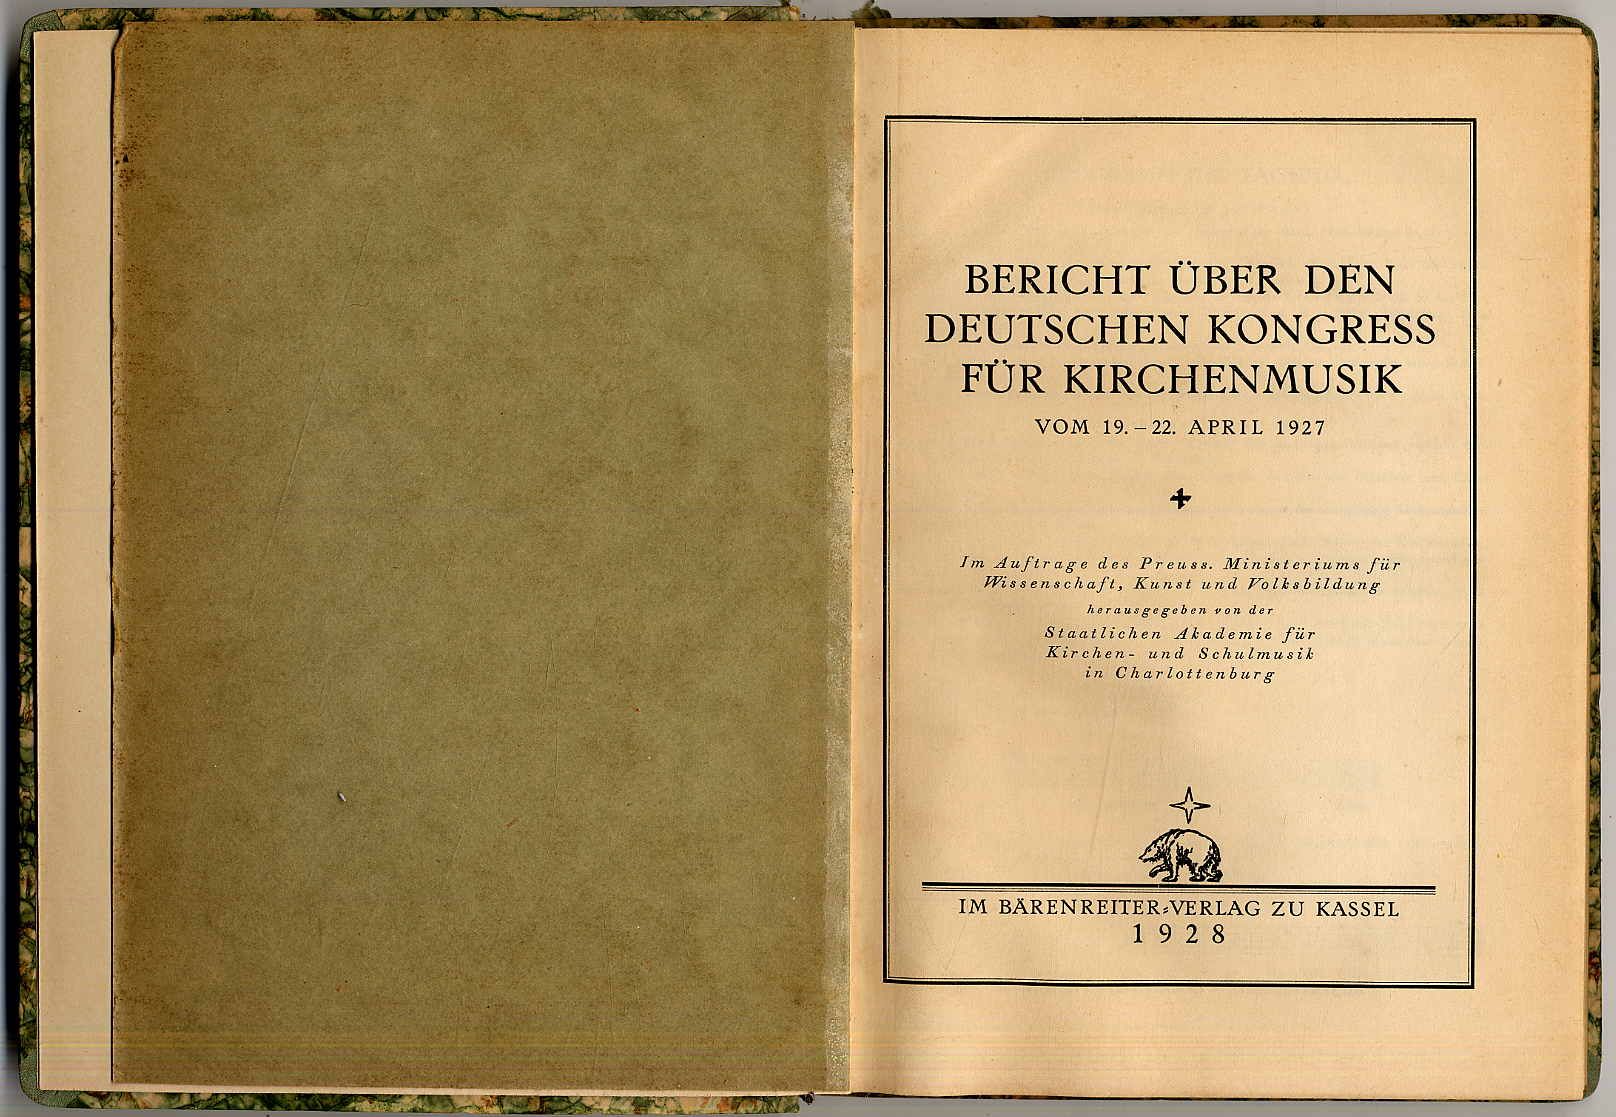 BERICHT ÜBER DEN
DEUTSCHEN KONGRESS
FÜR KIRCHENMUSIK
VOM 19. – 22. APRIL 1927
Im Auftrage des Preuss. Ministeriums für
Wissenschaft, Kunst und Volksbildung
herausgegeben von der
Staatlichen Akademie für
Kirchen- und Schulmusik
in Charlottenburg
IM BÄRENREITER-VERLAG ZU KASSEL
1928